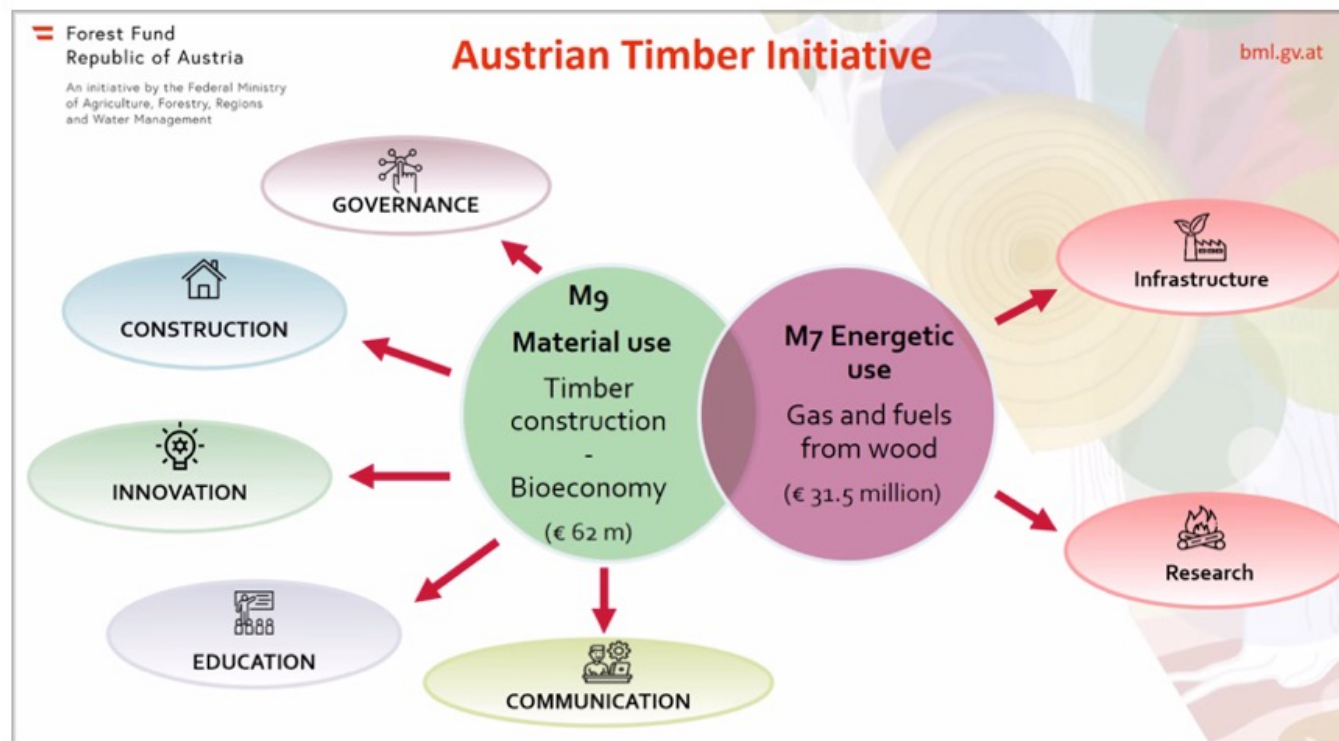 Forest Fund
Republic of Austria
An initiative by the Federal Ministry
of Agriculture, Forestry, Regions
and Water Management
Austrian Timber Initiative
bml.gv.at
GOVERNANCE
CONSTRUCTION
INNOVATION
EDUCATION
COMMUNICATION
M9
Material use
Timber
construction
-
Bioeconomy
(€ 62 m)
M7 Energetic
use
Gas and fuels
from wood
(€ 31.5 million)
Infrastructure
Research